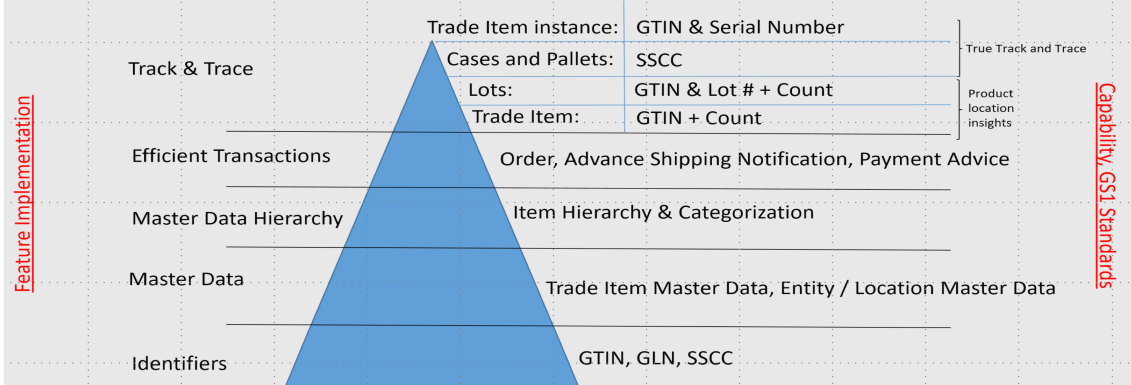 Trade Item instance: GTIN & Serial Number
Cases and Pallets: SSCC
True Track and Trace
Track & Trace
Lots: GTIN & Lot # + Count
Trade Item: GTIN + Count
Product
location
insights
Efficient Transactions
Order, Advance Shipping Notification, Payment Advice
Master Data Hierarchy
Item Hierarchy & Categorization
Master Data
Trade Item Master Data, Entity / Location Master Data
Identifiers
GTIN, GLN, SSCC
Feature Implementation
Capability, GS1 Standards